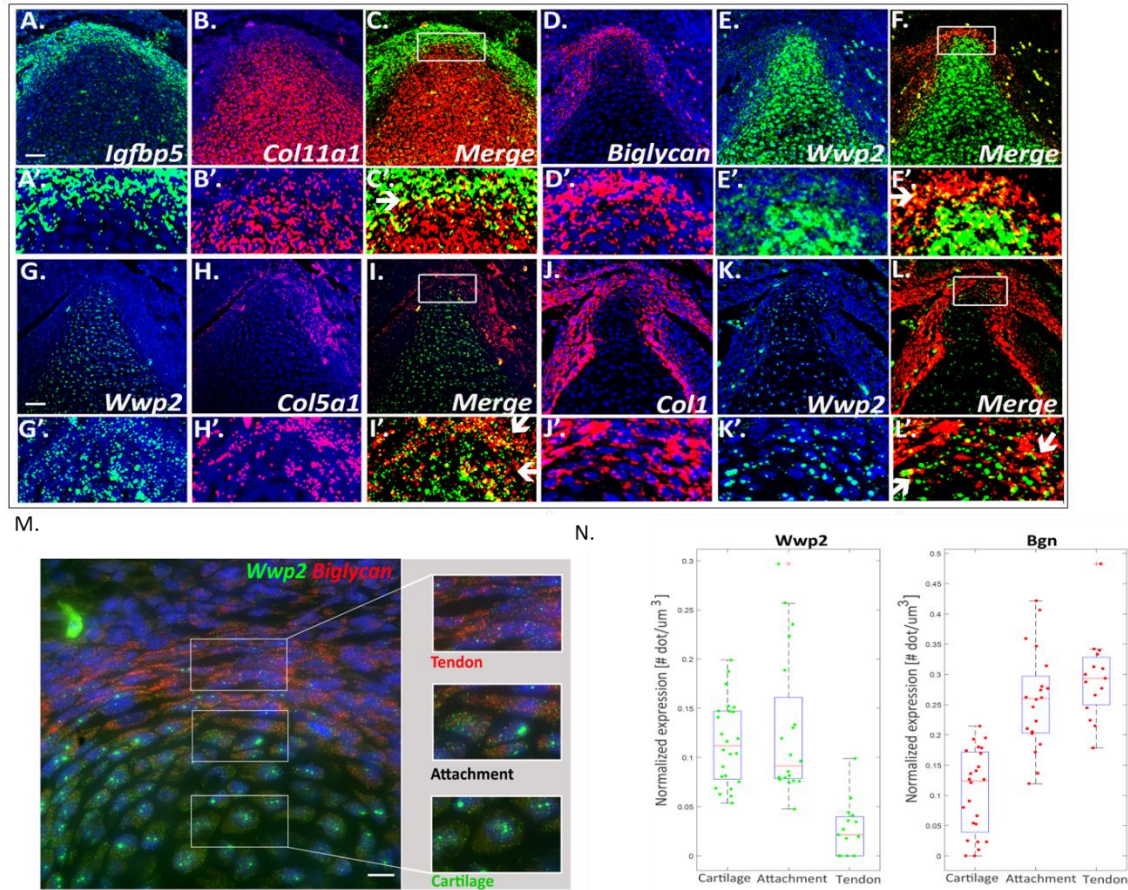 A. B. C. D. E. F.
Igfbp5 Col11a1 Merge Biglycan Wwp2 Merge
A'. B'. C'. D'. E'. F'.
G. H. I. J. K. L.
Wwp2 Col5a1 Merge Col1 Wwp2 Merge
G'. H'. I'. J'. K'. L'.
M.
Wwp2 Biglycan
Tendon
Attachment
Cartilage
N.
Wwp2
Normalized expression [# dot/um³]
0.3
0.25
0.2
0.15
0.1
0.05
0
Cartilage Attachment Tendon
Bgn
Normalized expression [# dot/um³]
0.5
0.45
0.4
0.35
0.3
0.25
0.2
0.15
0.1
0.05
0
Cartilage Attachment Tendon